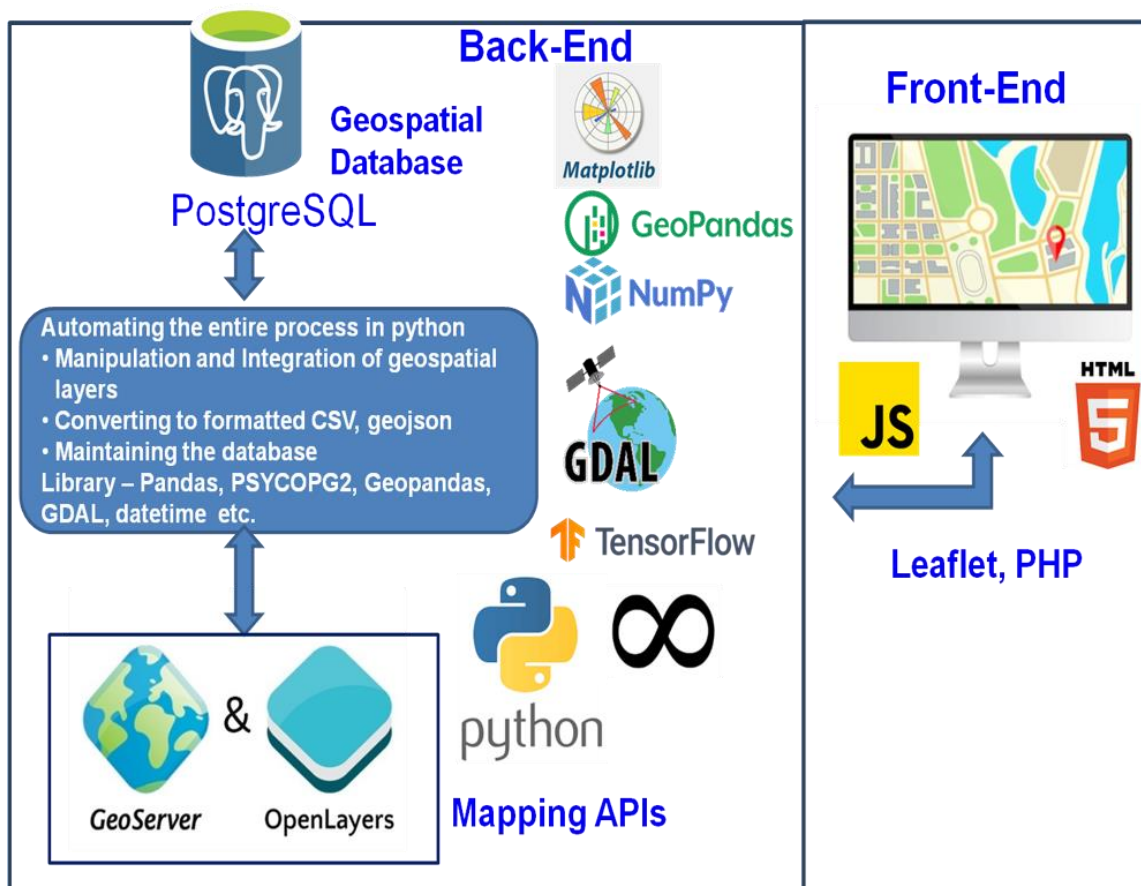 Back-End
Geospatial
Database
PostgreSQL
Matplotlib
GeoPandas
NumPy
Automating the entire process in python
• Manipulation and Integration of geospatial
layers
• Converting to formatted CSV, geojson
• Maintaining the database
Library – Pandas, PSYCOPG2, Geopandas,
GDAL, datetime etc.
GDAL
TensorFlow
python
GeoServer
&
OpenLayers
Mapping APIs
Front-End
JS
HTML
5
Leaflet, PHP